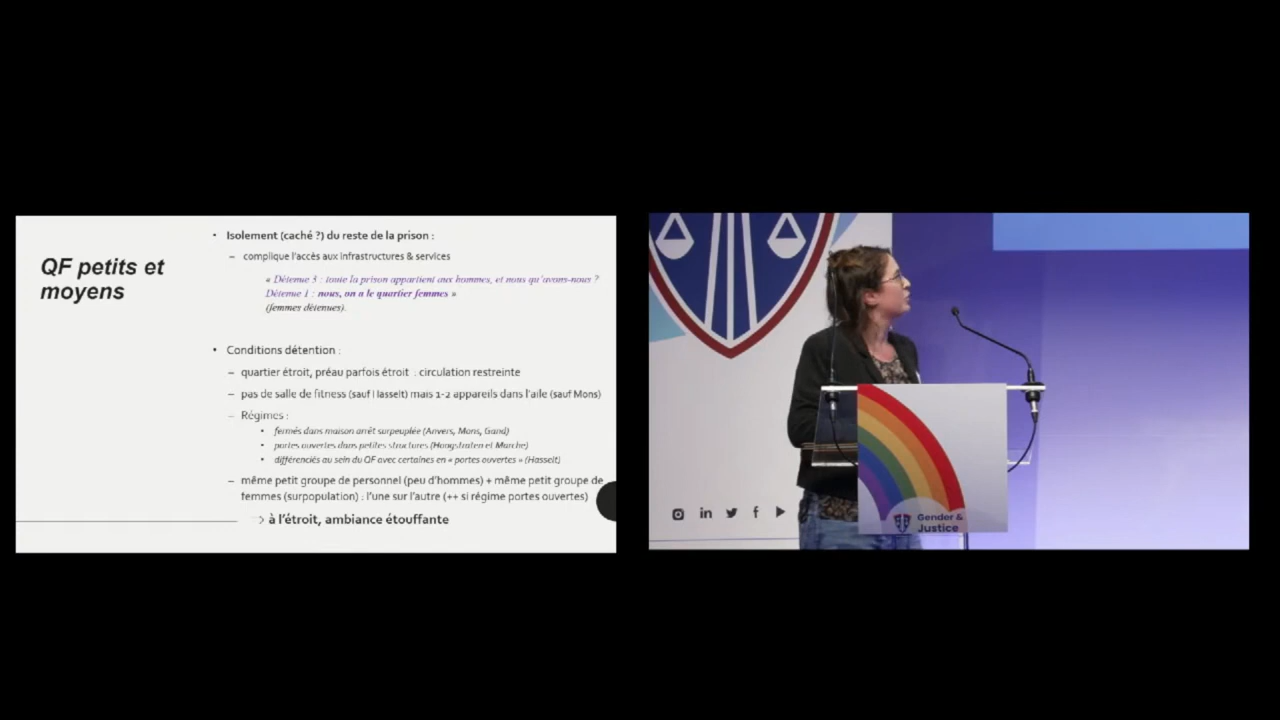 QF petits et
moyens
• Isolement (caché ?) du reste de la prison :
– complique l'accès aux infrastructures & services
« Détenue 3 : toute la prison appartient aux hommes, et nous qu'avons-nous ?
Détenue 1 : nous, on a le quartier femmes »
(femmes détenues).
• Conditions détention :
– quartier étroit, préau parfois étroit : circulation restreinte
– pas de salle de fitness (sauf Hasselt) mais 1-2 appareils dans l'aile (sauf Mons)
– Régimes :
• fermés dans maison arrêt surpeuplée (Anvers, Mons, Gand)
• portes ouvertes dans petites structures (Hoogstraten et Marche)
• différenciés au sein du QF avec certaines en « portes ouvertes » (Hasselt)
– même petit groupe de personnel (peu d'hommes) + même petit groupe de
femmes (surpopulation) : l'une sur l'autre (++ si régime portes ouvertes)
=> à l'étroit, ambiance étouffante
Gender &
Justice